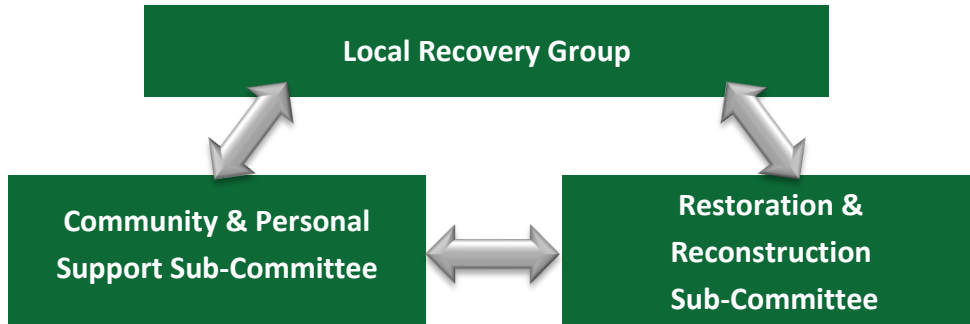 Local Recovery Group
Community & Personal
Support Sub-Committee
Restoration &
Reconstruction
Sub-Committee